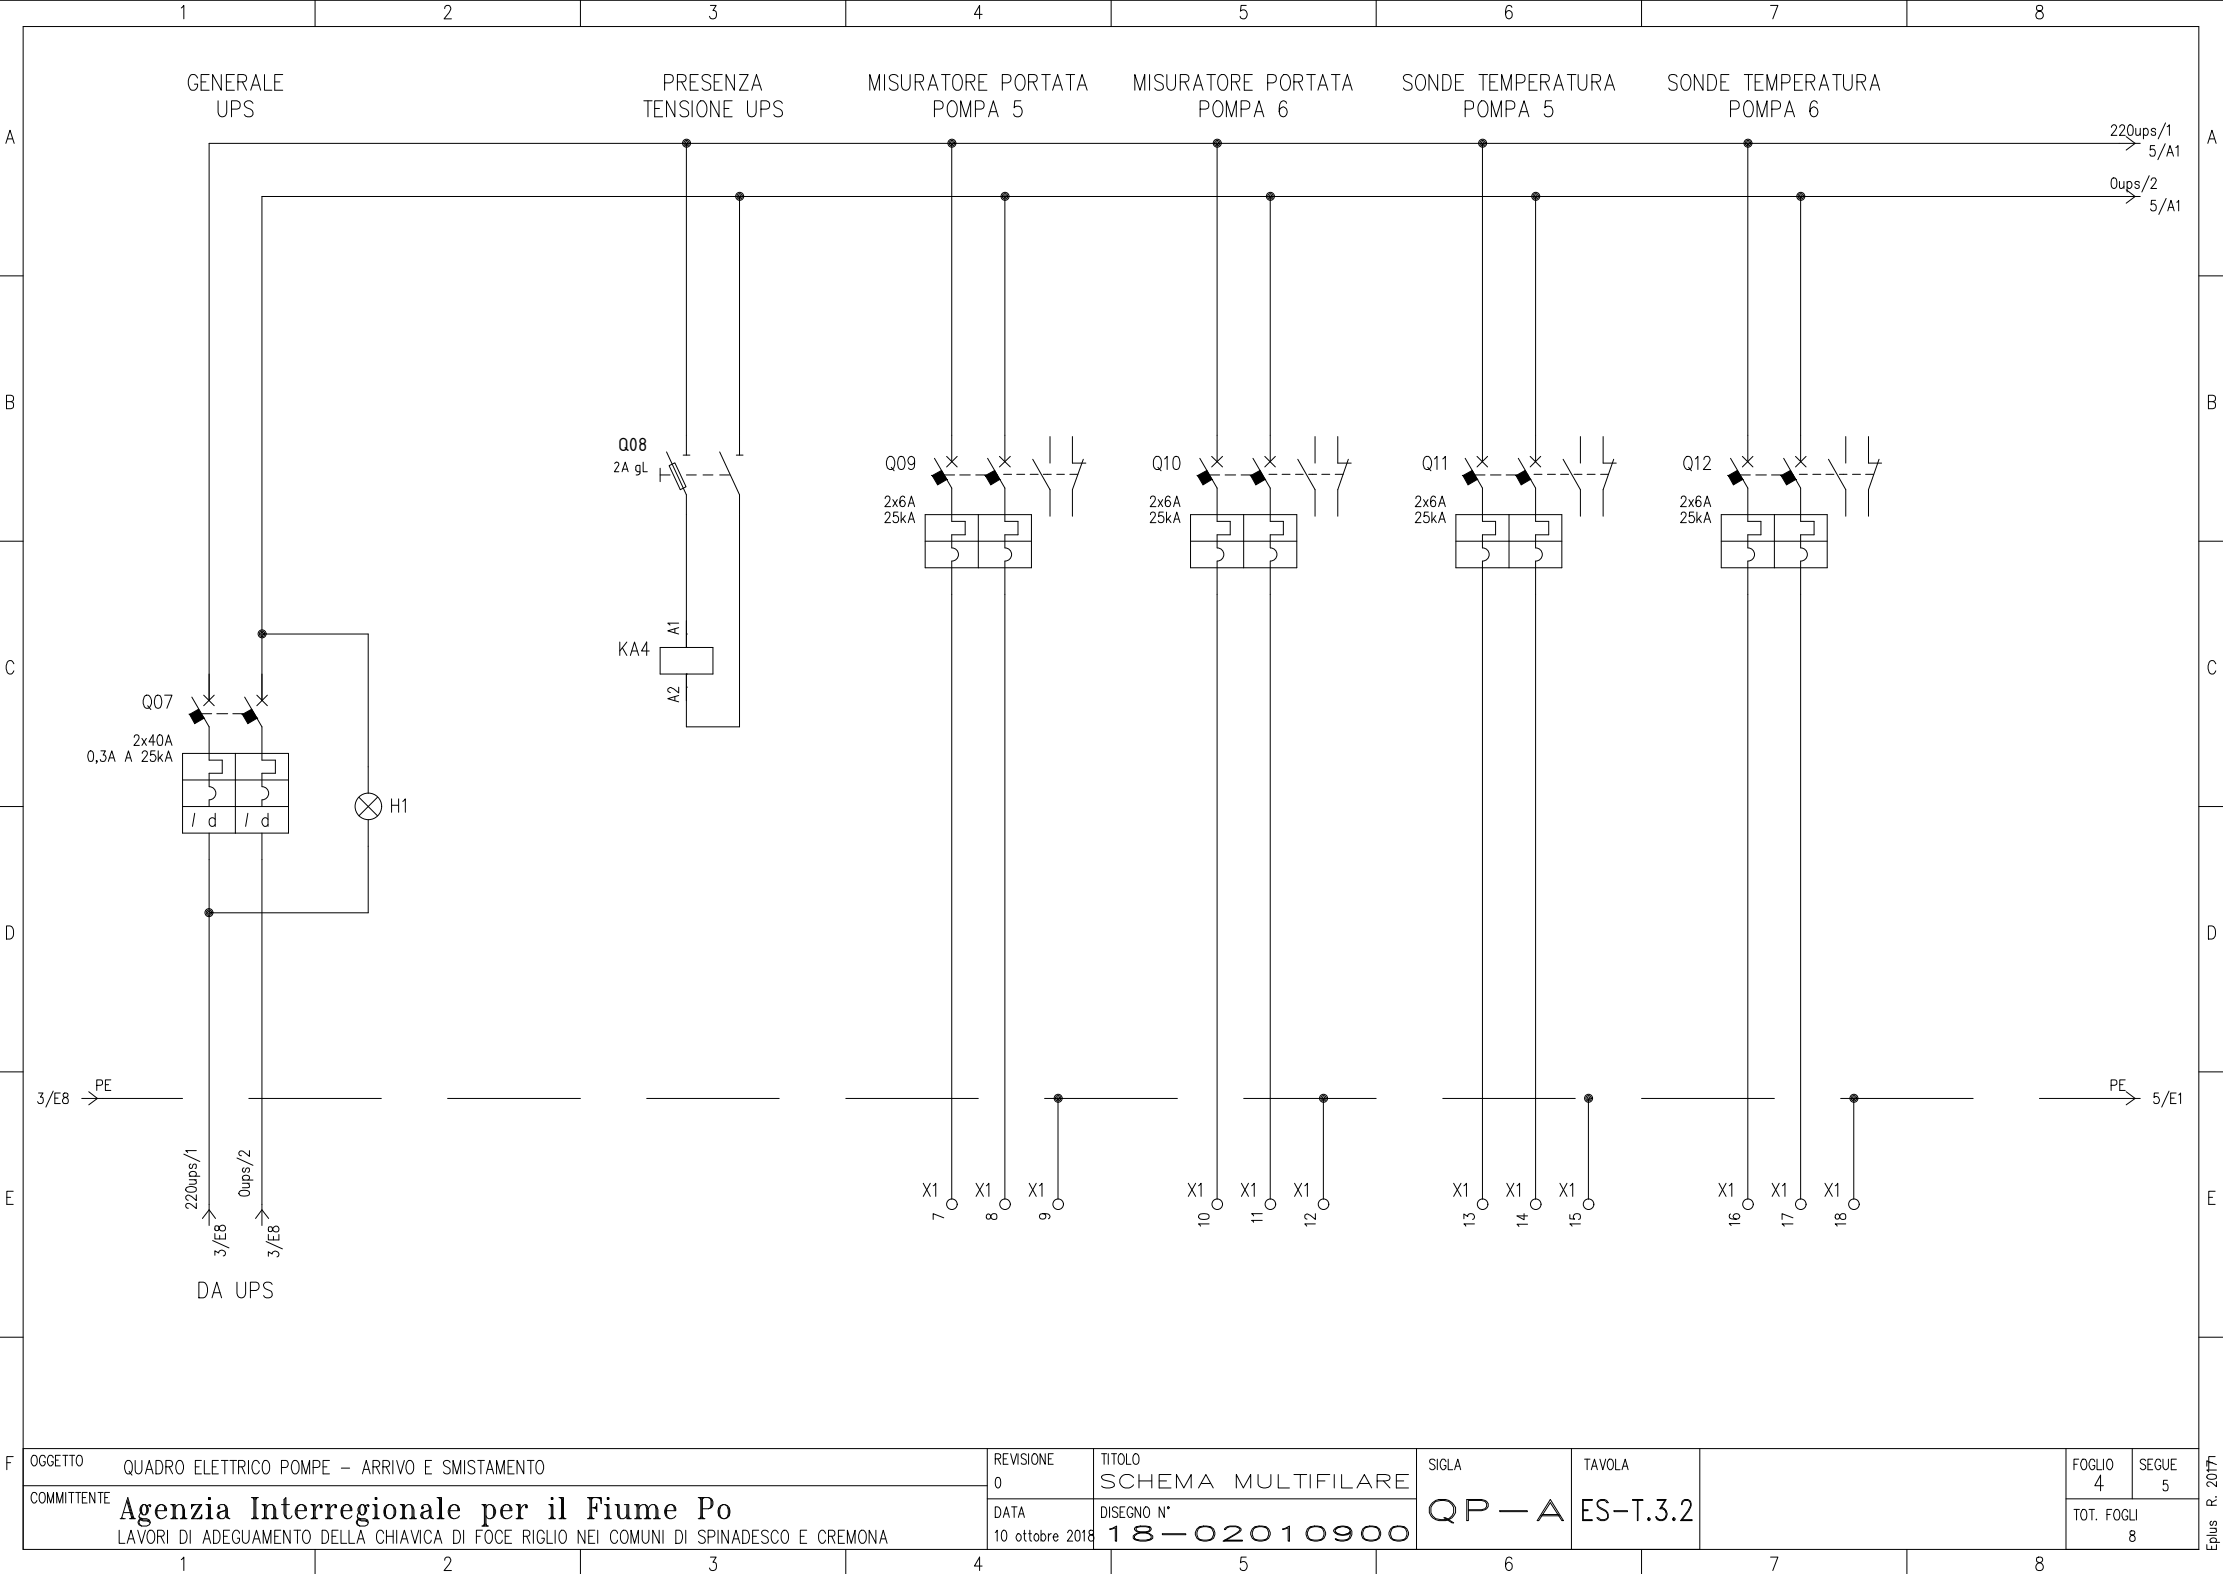 1 2 3 4 5 6 7 8
GENERALE
UPS
PRESENZA
TENSIONE UPS
MISURATORE PORTATA
POMPA 5
MISURATORE PORTATA
POMPA 6
SONDE TEMPERATURA
POMPA 5
SONDE TEMPERATURA
POMPA 6
A A
220ups/1
5/A1
0ups/2
5/A1
B B
Q08
2A gL
Q09
2x6A
25kA
Q10
2x6A
25kA
Q11
2x6A
25kA
Q12
2x6A
25kA
A1
KA4
A2
C C
Q07
2x40A
0,3A A 25kA
I d I d
H1
D D
3/E8
PE
PE
5/E1
220ups/1
0ups/2
3/E8
3/E8
E E
X1 X1 X1
7 8 9
X1 X1 X1
10 11 12
X1 X1 X1
13 14 15
X1 X1 X1
16 17 18
DA UPS
F
OGGETTO
QUADRO ELETTRICO POMPE - ARRIVO E SMISTAMENTO
COMMITTENTE
Agenzia Interregionale per il Fiume Po
LAVORI DI ADEGUAMENTO DELLA CHIAVICA DI FOCE RIGLIO NEI COMUNI DI SPINADESCO E CREMONA
REVISIONE
0
DATA
10 ottobre 2018
TITOLO
SCHEMA MULTIFILARE
DISEGNO N°
18-02010900
SIGLA
QP-A
TAVOLA
ES-T.3.2
FOGLIO
4
SEGUE
5
TOT. FOGLI
8
Eplus R. 2017
1 2 3 4 5 6 7 8